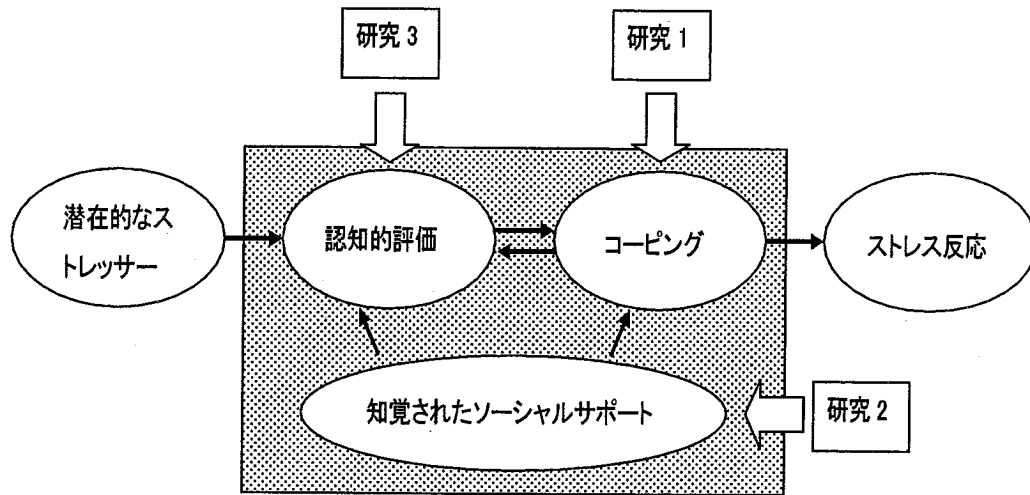 研究 3
研究 1
潜在的なス
トレッサー
認知的評価
コーピング
ストレス反応
知覚されたソーシャルサポート
研究 2